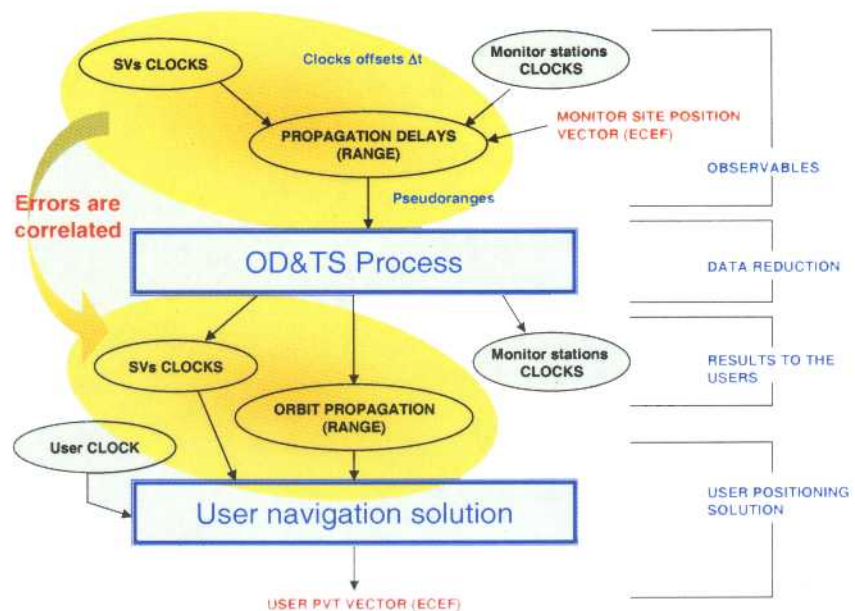 SVs CLOCKS
Clocks offsets Δt
Monitor stations
CLOCKS
PROPAGATION DELAYS
(RANGE)
MONITOR SITE POSITION
VECTOR (ECEF)
OBSERVABLES
Pseudoranges
Errors are
correlated
OD&TS Process
DATA REDUCTION
SVs CLOCKS
Monitor stations
CLOCKS
RESULTS TO THE
USERS
ORBIT PROPAGATION
(RANGE)
User CLOCK
User navigation solution
USER POSITIONING
SOLUTION
USER PVT VECTOR (ECEF)